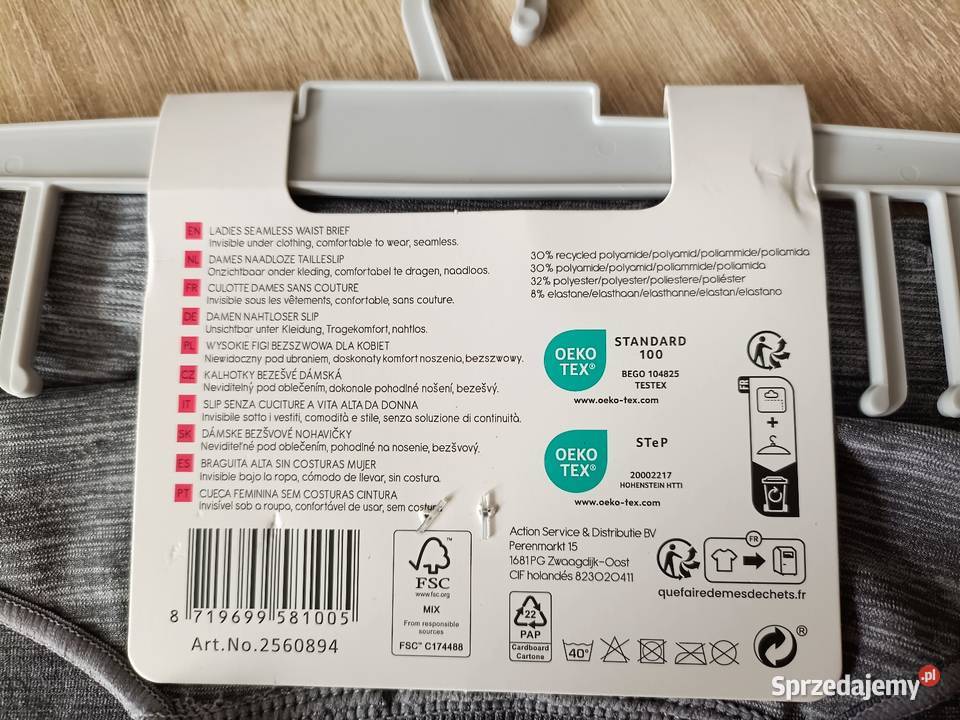 EN LADIES SEAMLESS WAIST BRIEF
Invisible under clothing, comfortable to wear, seamless.
NL DAMES NAADLOZE TAILLESLIP
Onzichtbaar onder kleding, comfortabel te dragen, naadloos.
FR CULOTTE DAMES SANS COUTURE
Invisible sous les vêtements, confortable, sans couture.
DE DAMEN NAHTLOSER SLIP
Unsichtbar unter Kleidung, Tragekomfort, nahtlos.
PL WYSOKIE FIGI BEZSZWOWA DLA KOBIET
Niewidoczny pod ubraniem, doskonały komfort noszenia, bezszwowy.
CZ KALHOTKY BEZEŠVÉ DÁMSKÁ
Neviditelný pod oblečením, dokonale pohodlné nošení, bezešvý.
IT SLIP SENZA CUCITURE A VITA ALTA DA DONNA
Invisibile sotto i vestiti, comodità e stile, senza soluzione di continuità.
SK DÁMSKE BEZŠVOVÉ NOHAVIČKY
Neviditeľné pod oblečením, pohodlné na nosenie, bezšvový.
ES BRAGUITA ALTA SIN COSTURAS MUJER
Invisible bajo la ropa, cómodo de llevar, sin costura.
PT CUECA FEMININA SEM COSTURAS CINTURA
Invisível sob a roupa, confortável de usar, sem costura.
8 719699 581005
Art.No.2560894
30% recycled polyamide/polyamid/poliammide/poliamida
30% polyamide/polyamid/poliammide/poliamida
32% polyester/polyester/poliestere/poliéster
8% elastane/elasthaan/elasthanne/elastan/elastano
OEKO
TEX®
STANDARD
100
BEGO 104825
TESTEX
www.oeko-tex.com
OEKO
TEX®
STeP
20002217
HOHENSTEIN HTTI
www.oeko-tex.com
FR
+
FSC
www.fsc.org
MIX
From responsible
sources
FSC™ C174488
Action Service & Distributie BV
Perenmarkt 15
1681 PG Zwaagdijk-Oost
CIF holandés 823020411
FR
quefairedemesdechets.fr
22
PAP
Cardboard
Cartone
40°
®
Sprzedajemy.pl